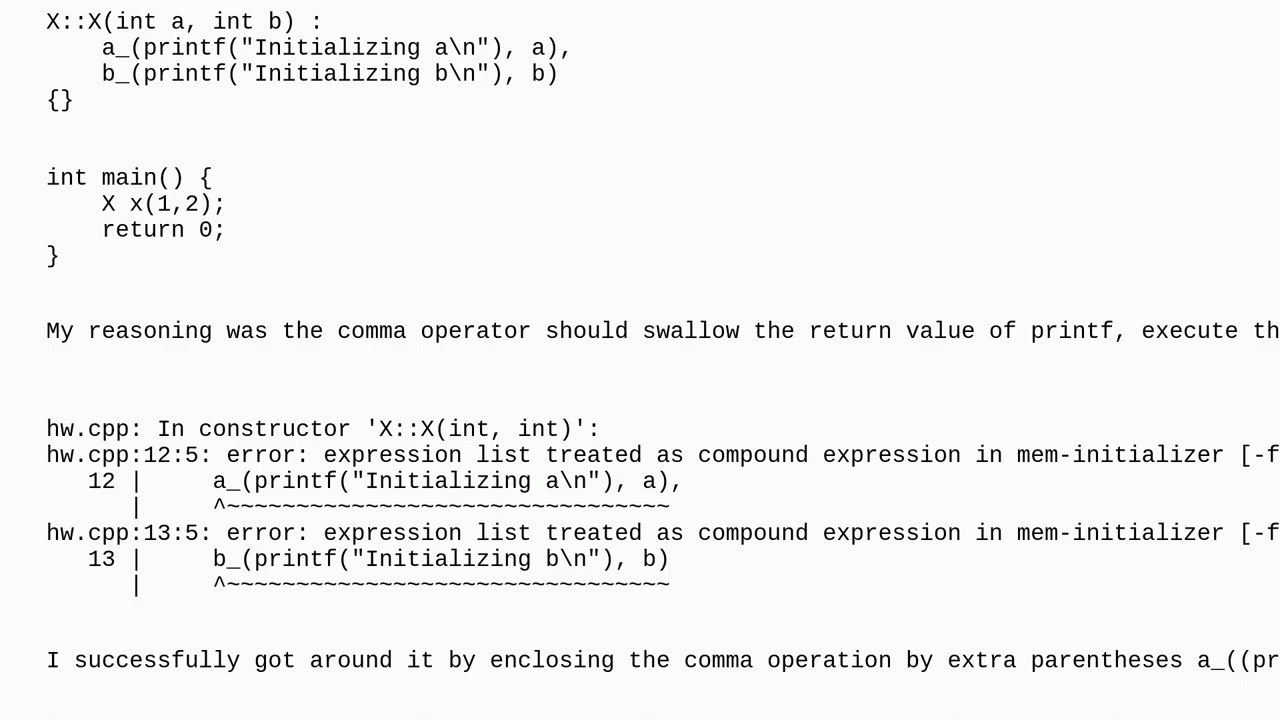 X::X(int a, int b) :
    a_(printf("Initializing a\n"), a),
    b_(printf("Initializing b\n"), b)
{}
int main() {
    X x(1,2);
    return 0;
}
My reasoning was the comma operator should swallow the return value of printf, execute th
hw.cpp: In constructor 'X::X(int, int)':
hw.cpp:12:5: error: expression list treated as compound expression in mem-initializer [-f
   12 |     a_(printf("Initializing a\n"), a),
      |     ^~~~~~~~~~~~~~~~~~~~~~~~~~~~~~~~~
hw.cpp:13:5: error: expression list treated as compound expression in mem-initializer [-f
   13 |     b_(printf("Initializing b\n"), b)
      |     ^~~~~~~~~~~~~~~~~~~~~~~~~~~~~~~~~
I successfully got around it by enclosing the comma operation by extra parentheses a_((pr